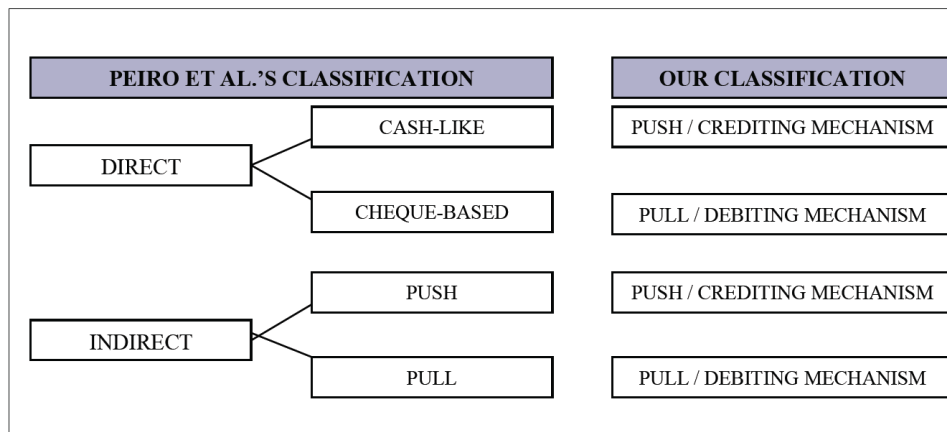 PEIRO ET AL.'S CLASSIFICATION
OUR CLASSIFICATION
DIRECT
CASH-LIKE
PUSH / CREDITING MECHANISM
CHEQUE-BASED
PULL / DEBITING MECHANISM
INDIRECT
PUSH
PUSH / CREDITING MECHANISM
PULL
PULL / DEBITING MECHANISM